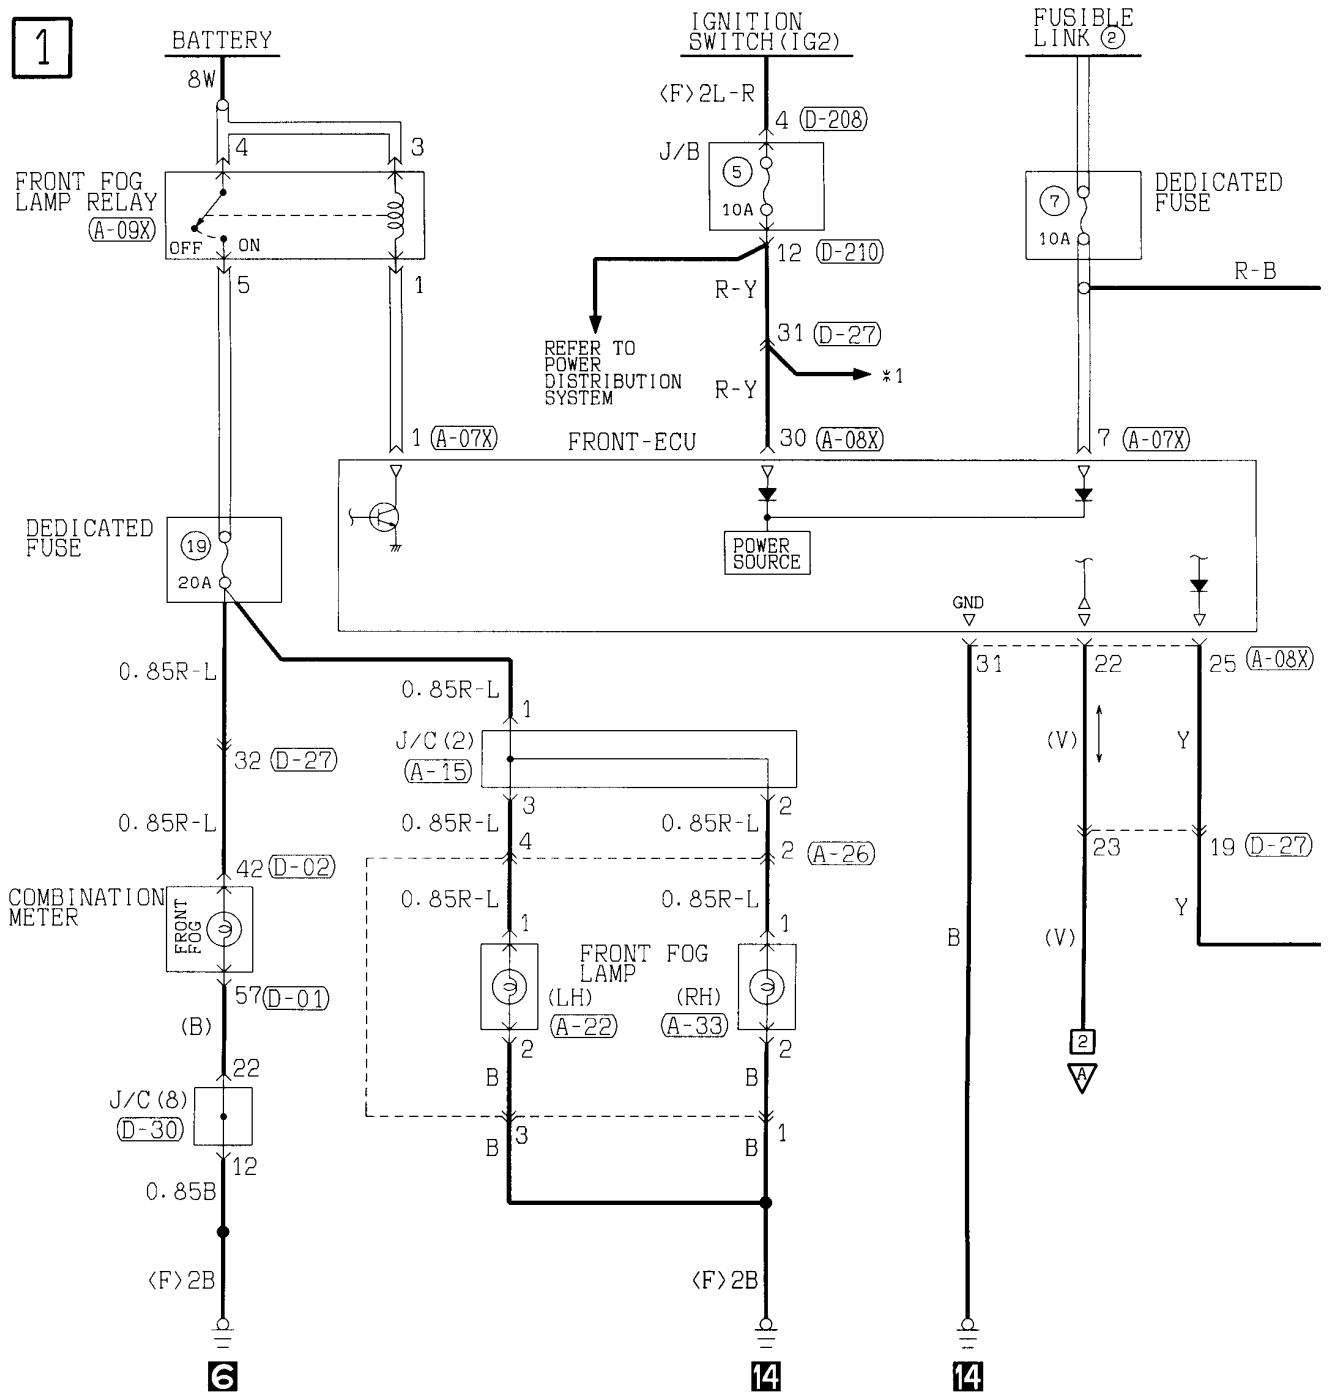 1
BATTERY
IGNITION
SWITCH(IG2)
FUSIBLE
LINK ②
8W
<F>2L-R
4 (D-208)
J/B
4
3
5
10A
7
10A
DEDICATED
FUSE
FRONT FOG
LAMP RELAY
(A-09X)
OFF
ON
5
1
12 (D-210)
R-Y
R-B
31 (D-27)
REFER TO
POWER
DISTRIBUTION
SYSTEM
*1
R-Y
1 (A-07X)
FRONT-ECU
30 (A-08X)
7 (A-07X)
DEDICATED
FUSE
19
20A
POWER
SOURCE
GND
0.85R-L
31
22
25 (A-08X)
0.85R-L
1
J/C(2)
(A-15)
32 (D-27)
(V)
Y
3
2
0.85R-L
0.85R-L
0.85R-L
4
2 (A-26)
23
19 (D-27)
42 (D-02)
COMBINATION
METER
FRONT
FOG
0.85R-L
0.85R-L
Y
1
1
B
(V)
FRONT FOG
LAMP
(LH)
(A-22)
(RH)
(A-33)
57 (D-01)
(B)
2
2
2
A
22
B
B
J/C(8)
(D-30)
3
1
B
B
12
0.85B
<F>2B
<F>2B
6
14
14